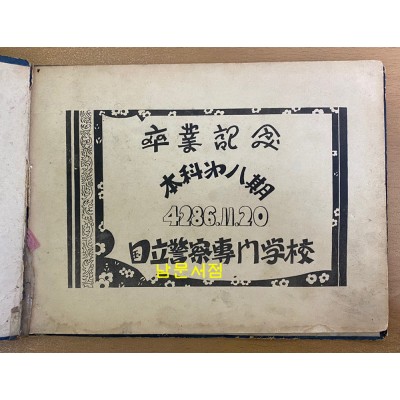 卒業記念
本科第八期
4286.11.20
国立警察専门学校
남문서점